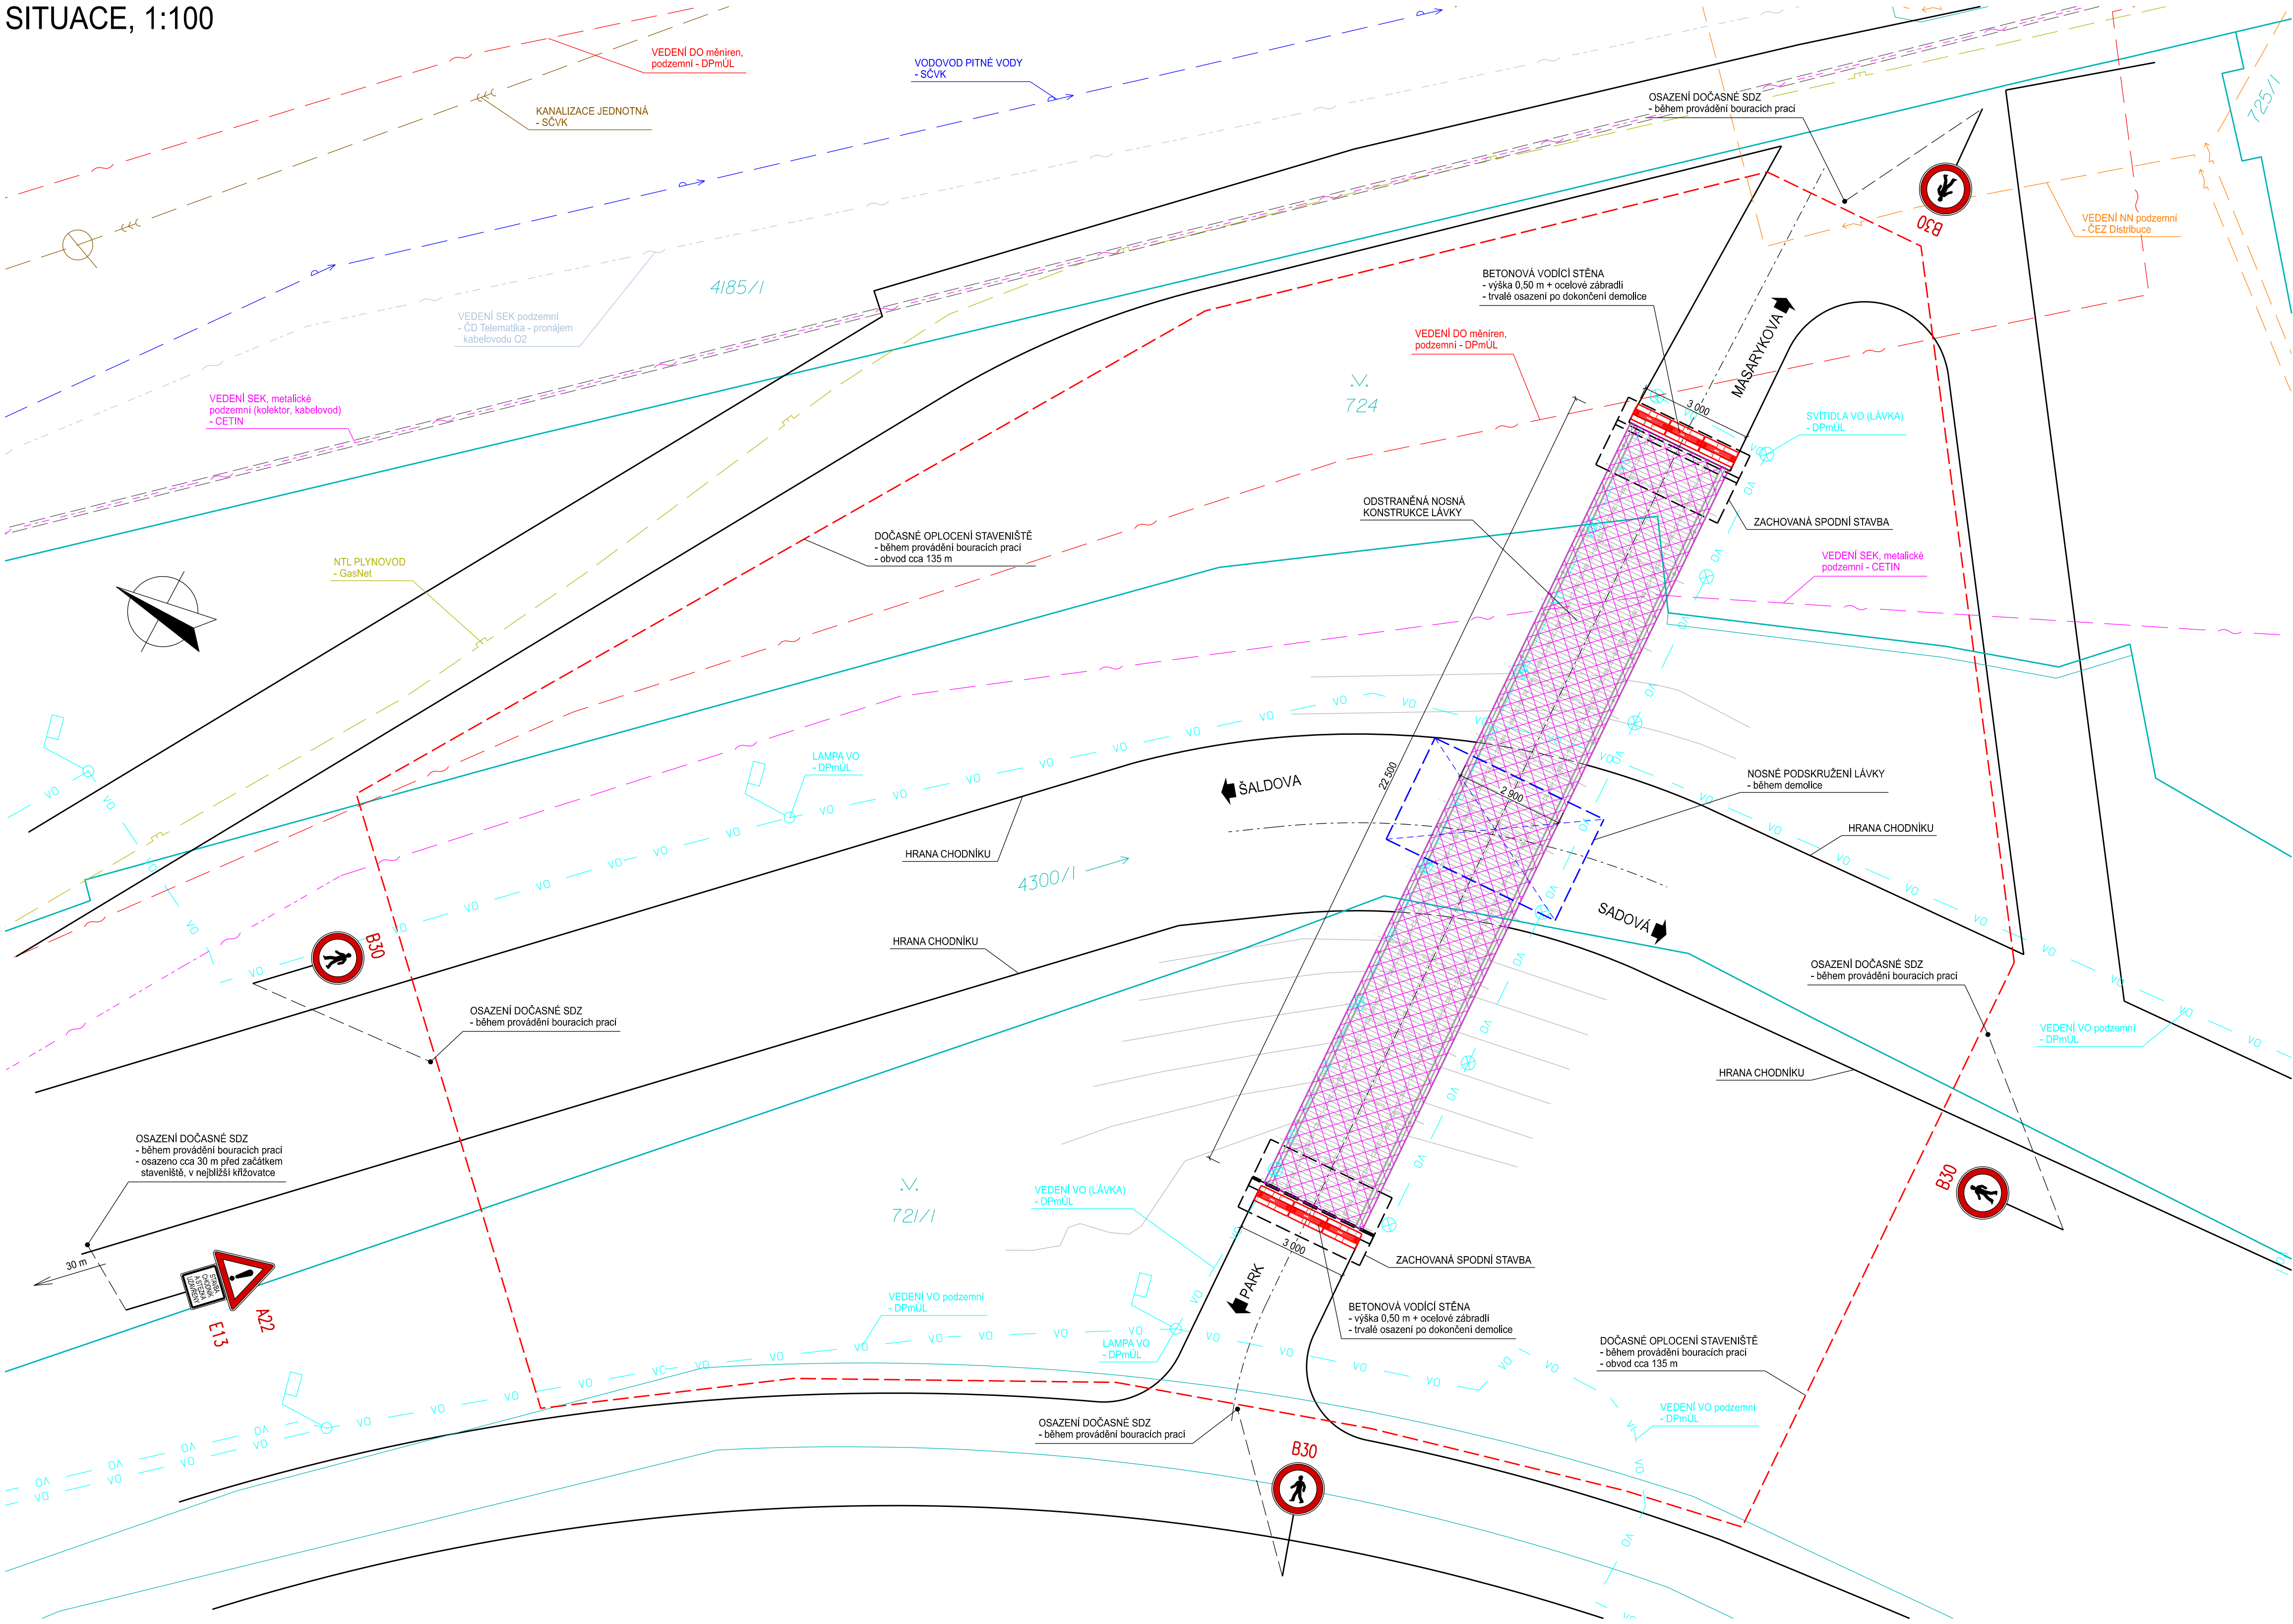 SITUACE, 1:100
VEDENÍ DO měníren,
podzemní - DPmÚL
KANALIZACE JEDNOTNÁ
- SČVK
VODOVOD PITNÉ VODY
- SČVK
OSAZENÍ DOČASNÉ SDZ
- během provádění bouracích prací
725/1
B30
VEDENÍ NN podzemní
- ČEZ Distribuce
4185/1
VEDENÍ SEK podzemní
- ČD Telematika - pronájem
kabelovodu O2
BETONOVÁ VODÍCÍ STĚNA
- výška 0,50 m + ocelové zábradlí
- trvalé osazení po dokončení demolice
VEDENÍ DO měníren,
podzemní - DPmÚL
MASARYKOVA
VEDENÍ SEK, metalické
podzemní (kolektor, kabelovod)
- CETIN
724
3 000
SVÍTIDLA VO (LÁVKA)
- DPmÚL
ODSTRANĚNÁ NOSNÁ
KONSTRUKCE LÁVKY
ZACHOVANÁ SPODNÍ STAVBA
DOČASNÉ OPLOCENÍ STAVENIŠTĚ
- během provádění bouracích prací
- obvod cca 135 m
NTL PLYNOVOD
- GasNet
VEDENÍ SEK, metalické
podzemní - CETIN
LAMPA VO
- DPmÚL
ŠALDOVA
22 500
2 900
NOSNÉ PODSKRUŽENÍ LÁVKY
- během demolice
HRANA CHODNÍKU
HRANA CHODNÍKU
4300/1
SADOVÁ
HRANA CHODNÍKU
B30
OSAZENÍ DOČASNÉ SDZ
- během provádění bouracích prací
OSAZENÍ DOČASNÉ SDZ
- během provádění bouracích prací
VEDENÍ VO podzemní
- DPmÚL
HRANA CHODNÍKU
OSAZENÍ DOČASNÉ SDZ
- během provádění bouracích prací
- osazeno cca 30 m před začátkem
staveniště, v nejbližší křižovatce
30 m
STAVBA
CHODNÍK
A STEZKA
UZAVŘENY
A22
E13
721/1
VEDENÍ VO (LÁVKA)
- DPmÚL
B30
3 000
ZACHOVANÁ SPODNÍ STAVBA
PARK
VEDENÍ VO podzemní
- DPmÚL
BETONOVÁ VODÍCÍ STĚNA
- výška 0,50 m + ocelové zábradlí
- trvalé osazení po dokončení demolice
LAMPA VO
- DPmÚL
DOČASNÉ OPLOCENÍ STAVENIŠTĚ
- během provádění bouracích prací
- obvod cca 135 m
VEDENÍ VO podzemní
- DPmÚL
OSAZENÍ DOČASNÉ SDZ
- během provádění bouracích prací
B30